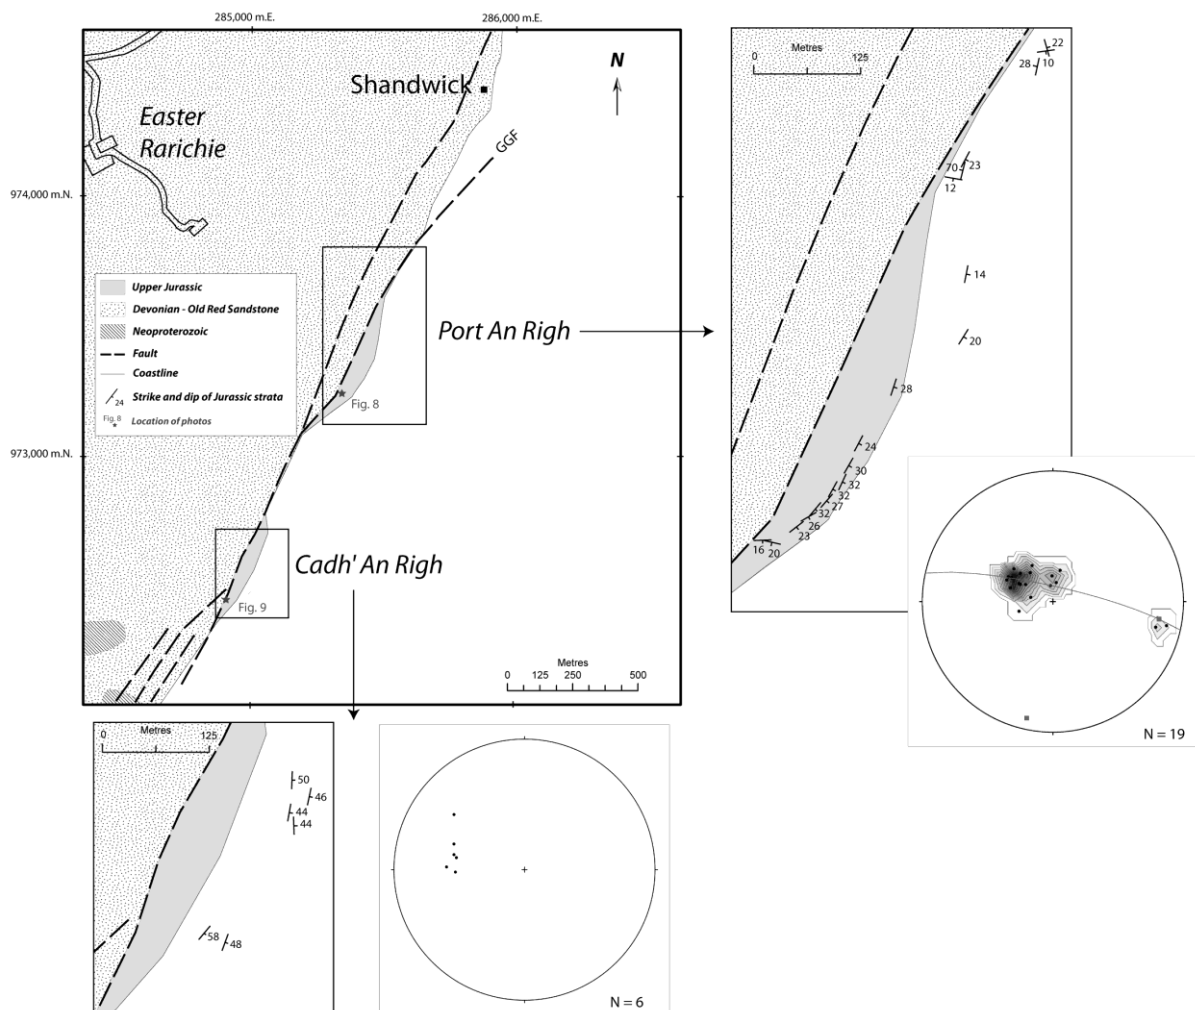 285,000 m.E.
286,000 m.E.
974,000 m.N.
973,000 m.N.
Shandwick
N
Easter
Rarichie
GGF
Upper Jurassic
Devonian - Old Red Sandstone
Neoproterozoic
Fault
Coastline
24
Strike and dip of Jurassic strata
Fig. 8
Location of photos
Port An Righ
Fig. 8
Cadh' An Righ
Fig. 9
Metres
0 125 250 500
Metres
0 125
22
10
28
70
23
12
14
20
28
24
30
32
32
27
32
26
23
20
16
N = 19
Metres
0 125
50
46
44
44
58
48
N = 6